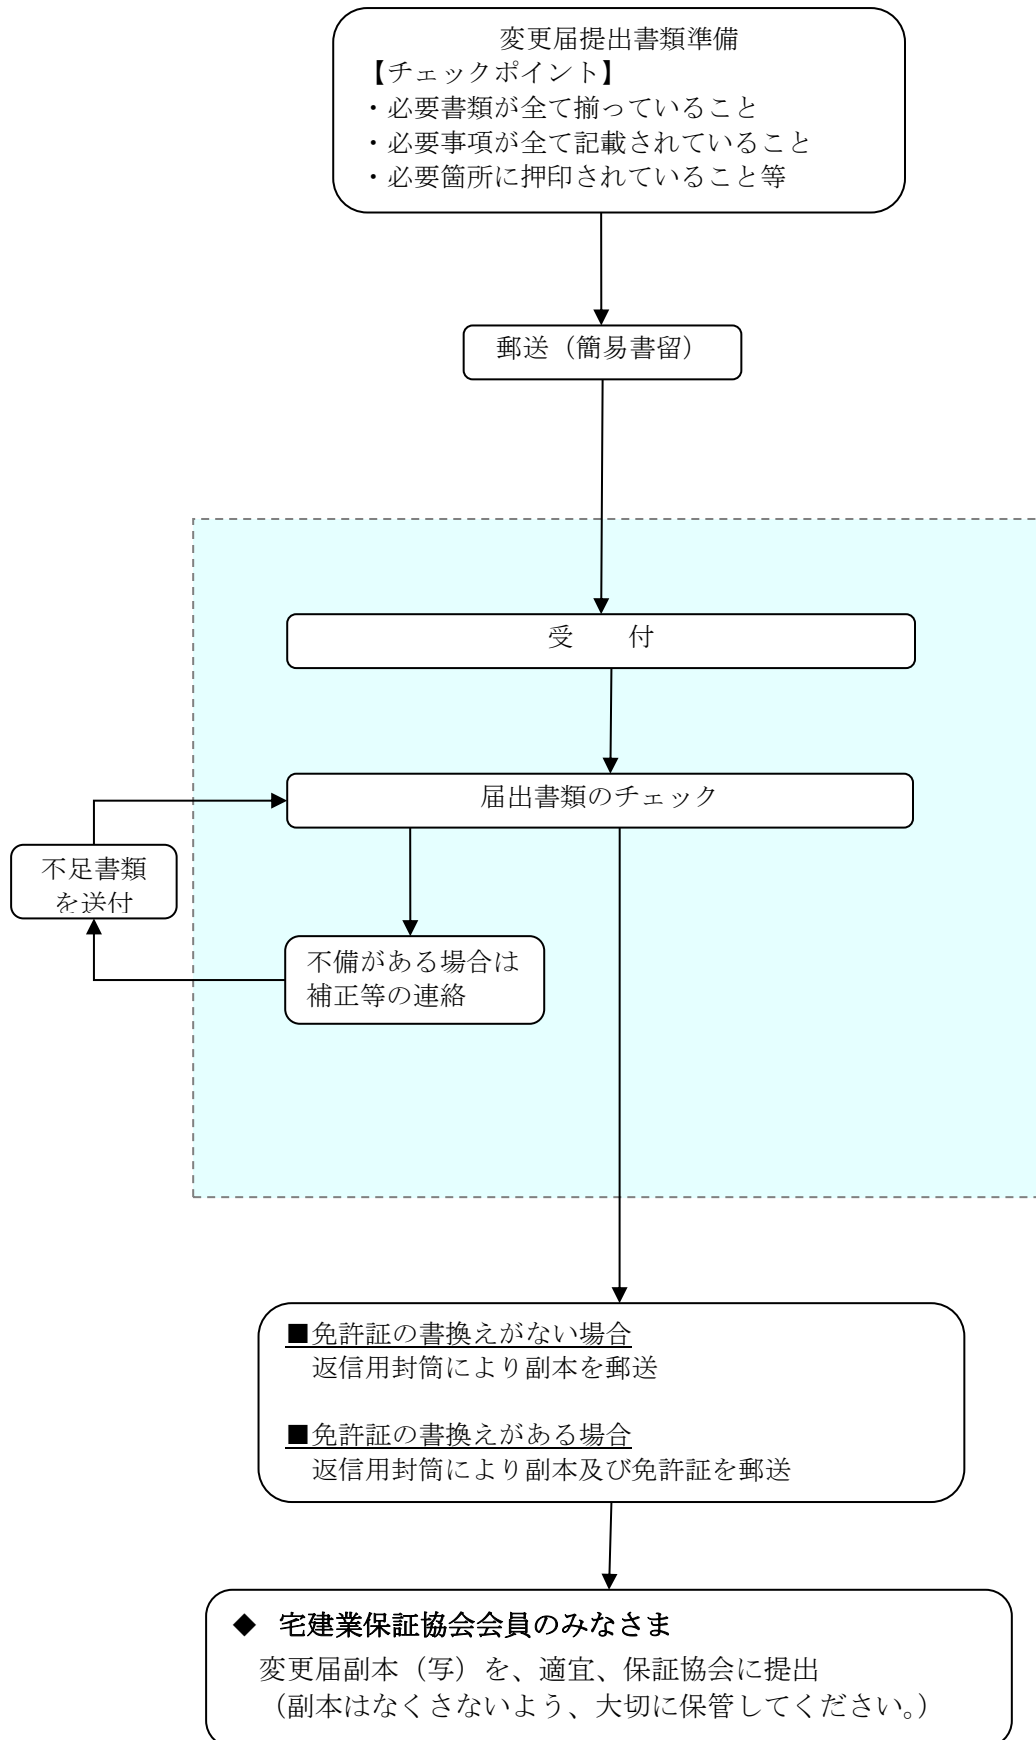 変更届提出書類準備
【チェックポイント】
・必要書類が全て揃っていること
・必要事項が全て記載されていること
・必要箇所に押印されていること等
郵送（簡易書留）
受　　付
届出書類のチェック
不足書類
を送付
不備がある場合は
補正等の連絡
■免許証の書換えがない場合
返信用封筒により副本を郵送
■免許証の書換えがある場合
返信用封筒により副本及び免許証を郵送
◆ 宅建業保証協会会員のみなさま
変更届副本（写）を、適宜、保証協会に提出
（副本はなくさないよう、大切に保管してください。）